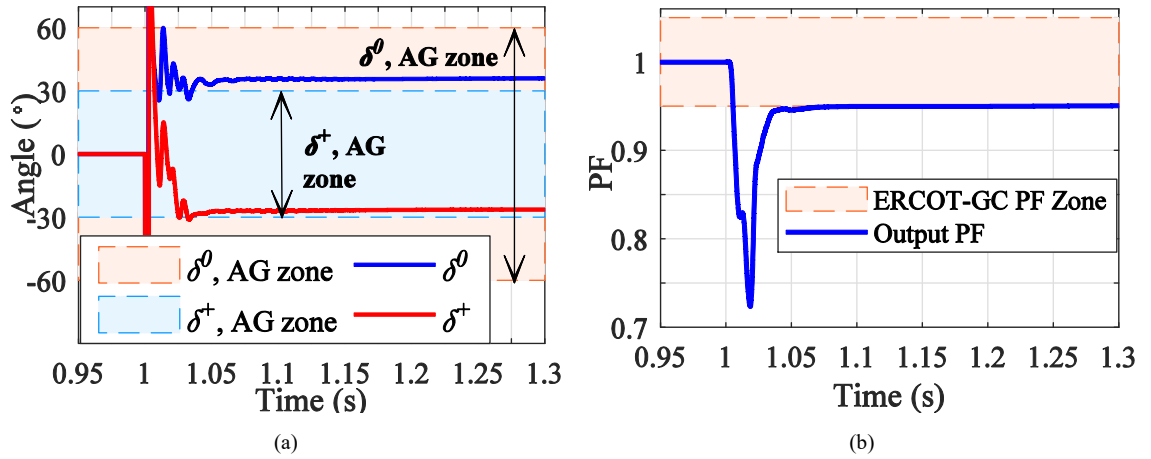 60
30
0
-30
-60
Angle (°)
δ⁰, AG zone
δ⁺, AG
zone
δ⁰, AG zone
δ⁰
δ⁺, AG zone
δ⁺
0.95 1 1.05 1.1 1.15 1.2 1.25 1.3
Time (s)
(a)
1
0.9
0.8
0.7
PF
ERCOT-GC PF Zone
Output PF
0.95 1 1.05 1.1 1.15 1.2 1.25 1.3
Time (s)
(b)